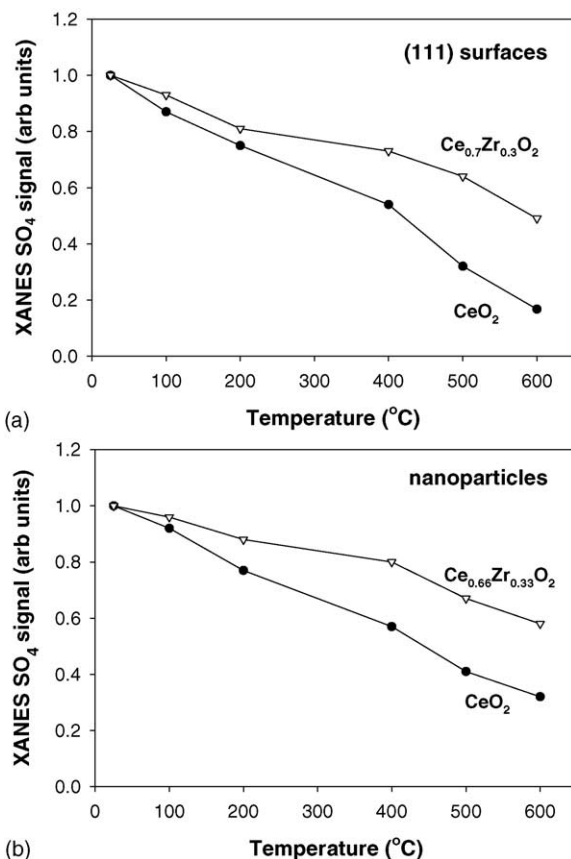 1.2
(111) surfaces
1.0
Ce0.7Zr0.3O2
0.8
0.6
0.4
CeO2
0.2
0.0
XANES SO4 signal (arb units)
0 100 200 300 400 500 600
Temperature (oC)
(a)
1.2
nanoparticles
1.0
0.8
Ce0.66Zr0.33O2
0.6
0.4
CeO2
0.2
0.0
XANES SO4 signal (arb units)
0 100 200 300 400 500 600
Temperature (oC)
(b)